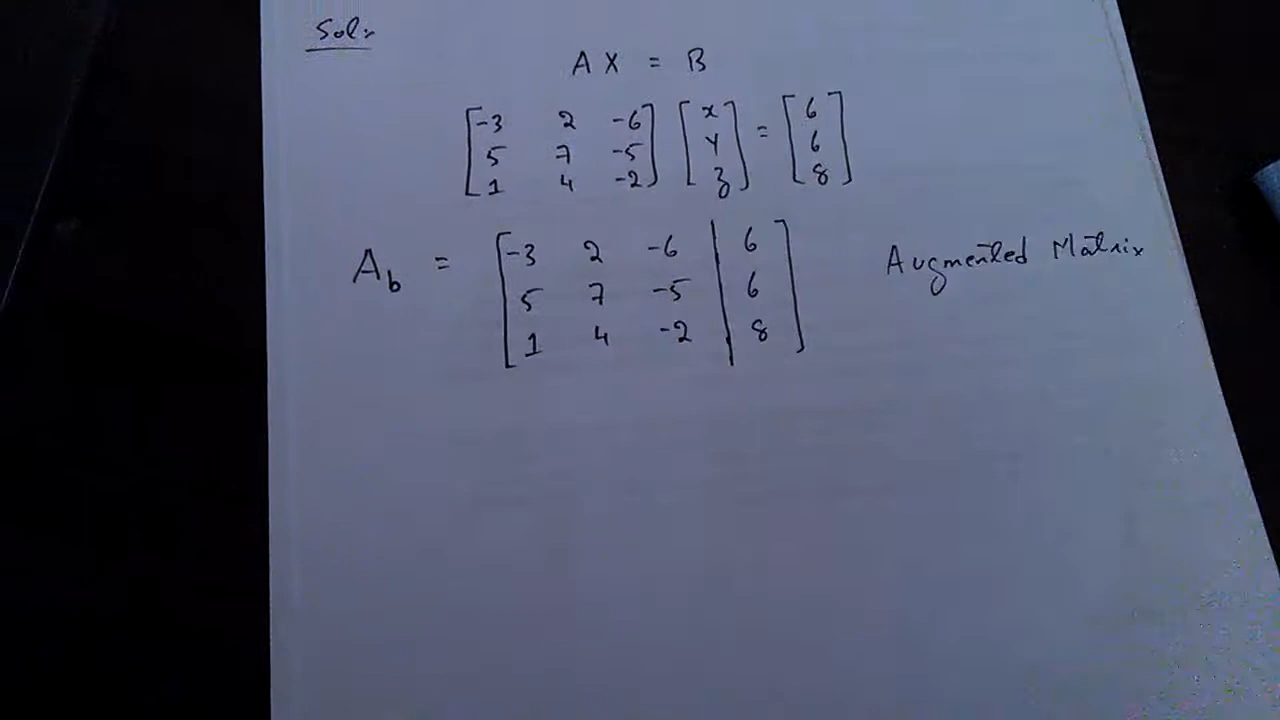 Sol:
A X = B
[-3 2 -6] [x] = [6]
[5 7 -5] [y] [6]
[1 4 -2] [z] [8]
A_b = [-3 2 -6 | 6] Augmented Matrix
[5 7 -5 | 6]
[1 4 -2 | 8]